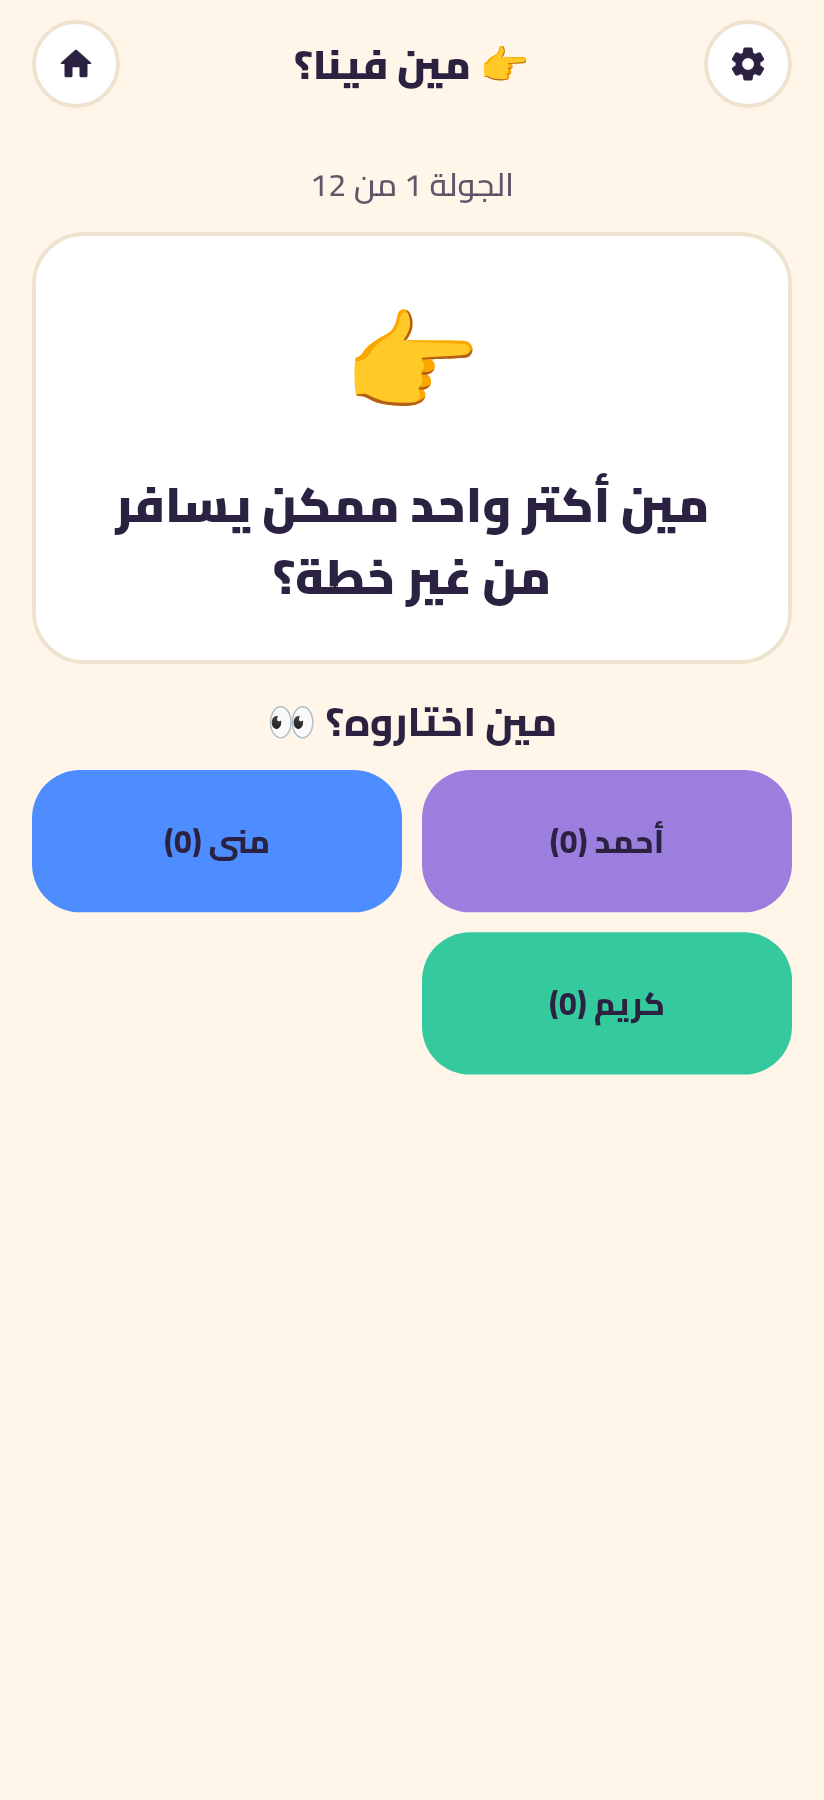 👉 مين فينا؟
الجولة 1 من 12
👉
مين أكتر واحد ممكن يسافر
من غير خطة؟
مين اختاروه؟ 👀
أحمد (0)
منى (0)
كريم (0)